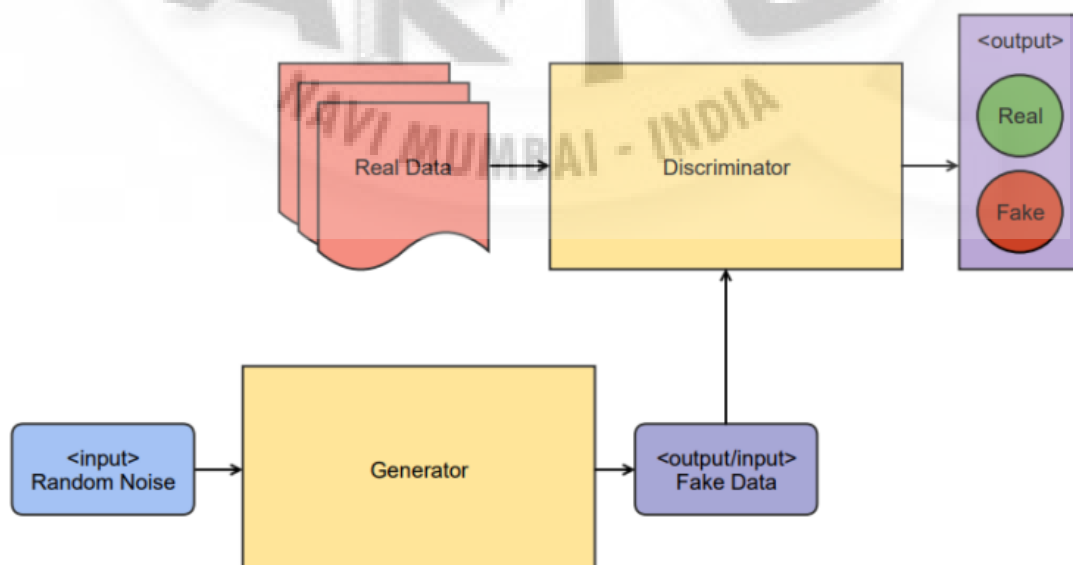 <output>
Real
Fake
Real Data
Discriminator
NAVI MUMBAI - INDIA
<input>
Random Noise
Generator
<output/input>
Fake Data